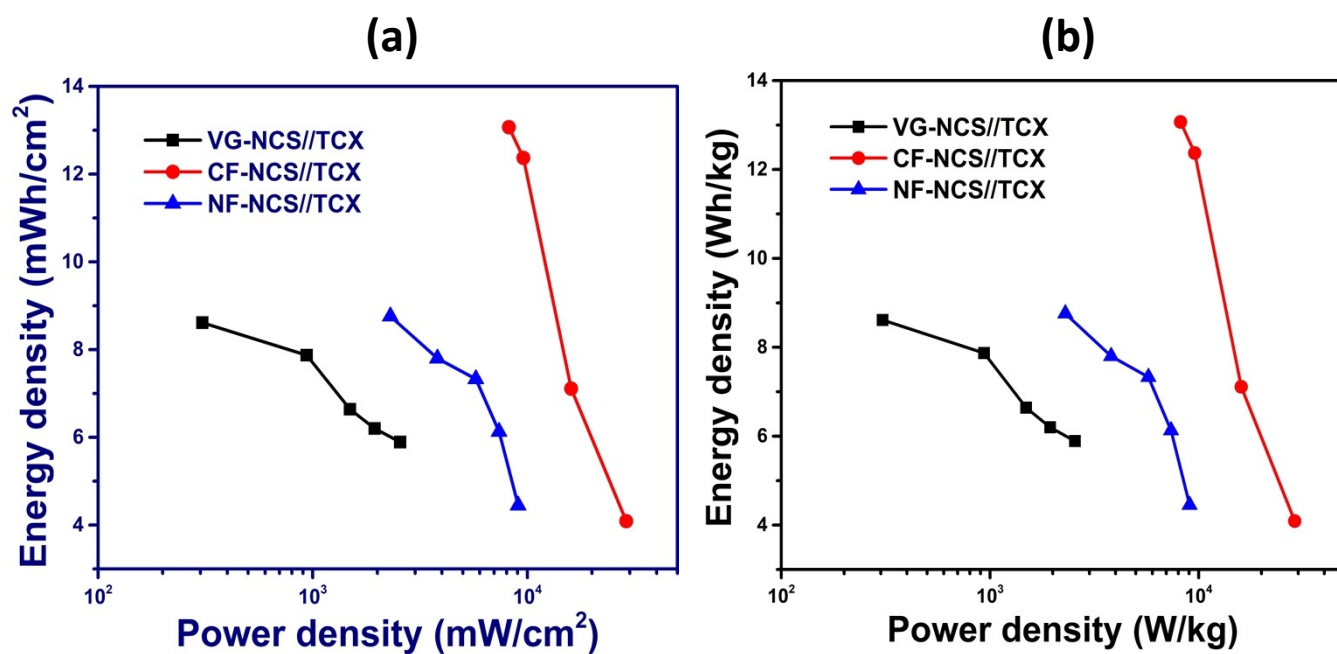 (a)
14
12
10
8
6
4
Energy density (mWh/cm²)
VG-NCS//TCX
CF-NCS//TCX
NF-NCS//TCX
10²
10³
10⁴
Power density (mW/cm²)
(b)
14
12
10
8
6
4
Energy density (Wh/kg)
VG-NCS//TCX
CF-NCS//TCX
NF-NCS//TCX
10²
10³
10⁴
Power density (W/kg)